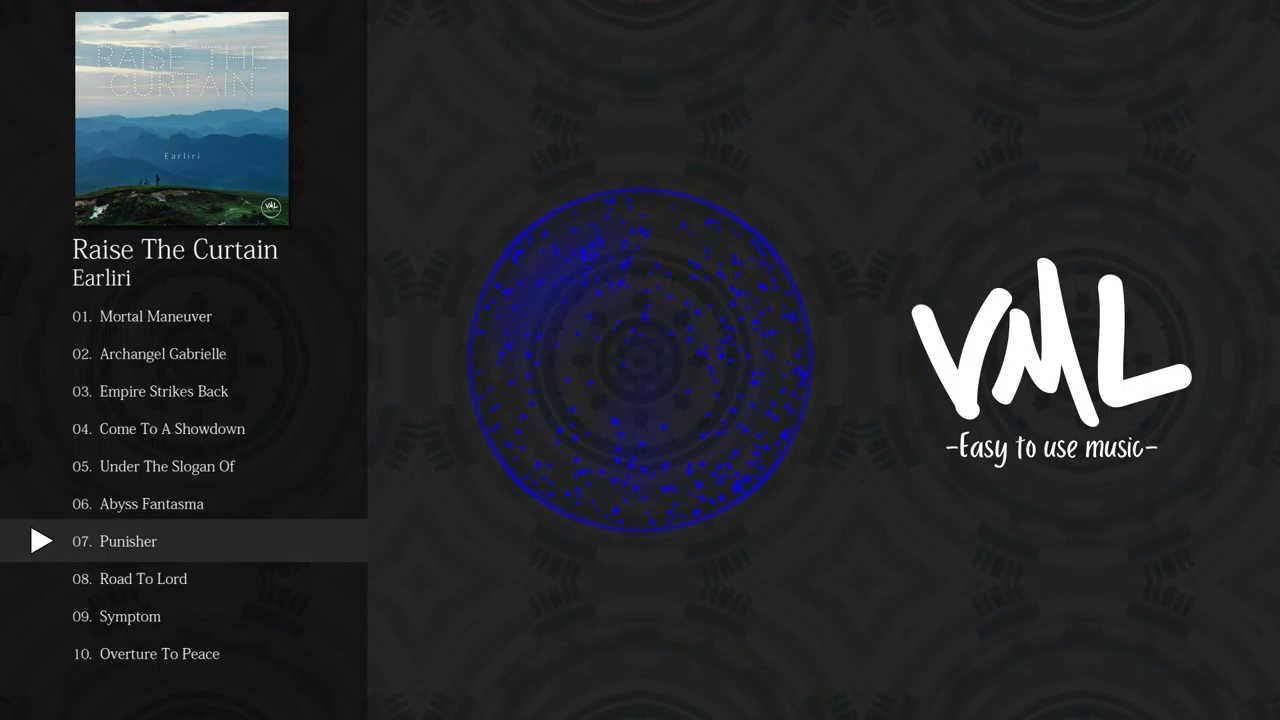 RAISE THE
CURTAIN
Earliri
VML
Raise The Curtain
Earliri
01. Mortal Maneuver
02. Archangel Gabrielle
03. Empire Strikes Back
04. Come To A Showdown
05. Under The Slogan Of
06. Abyss Fantasma
07. Punisher
08. Road To Lord
09. Symptom
10. Overture To Peace
VML
-Easy to use music-